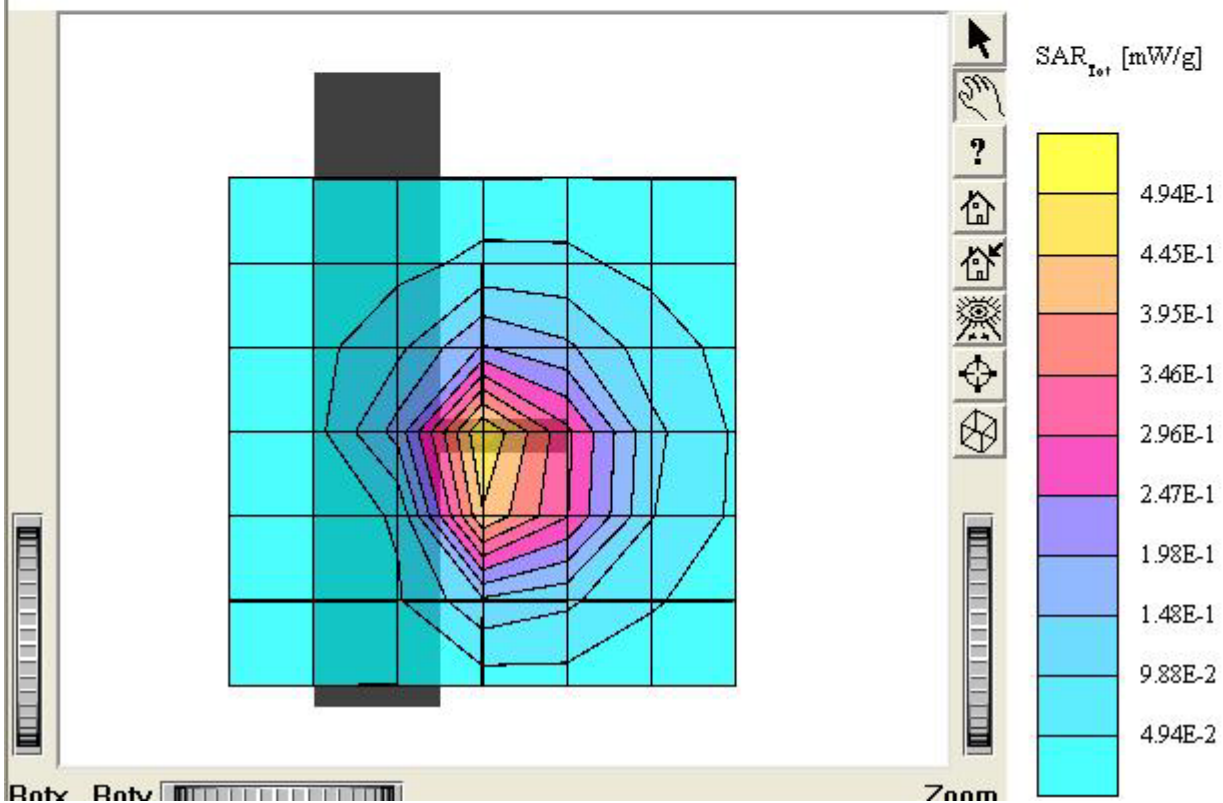 SAR_Tot [mW/g]
?
4.94E-1
4.45E-1
3.95E-1
3.46E-1
2.96E-1
2.47E-1
1.98E-1
1.48E-1
9.88E-2
4.94E-2
Rotx Roty Zoom